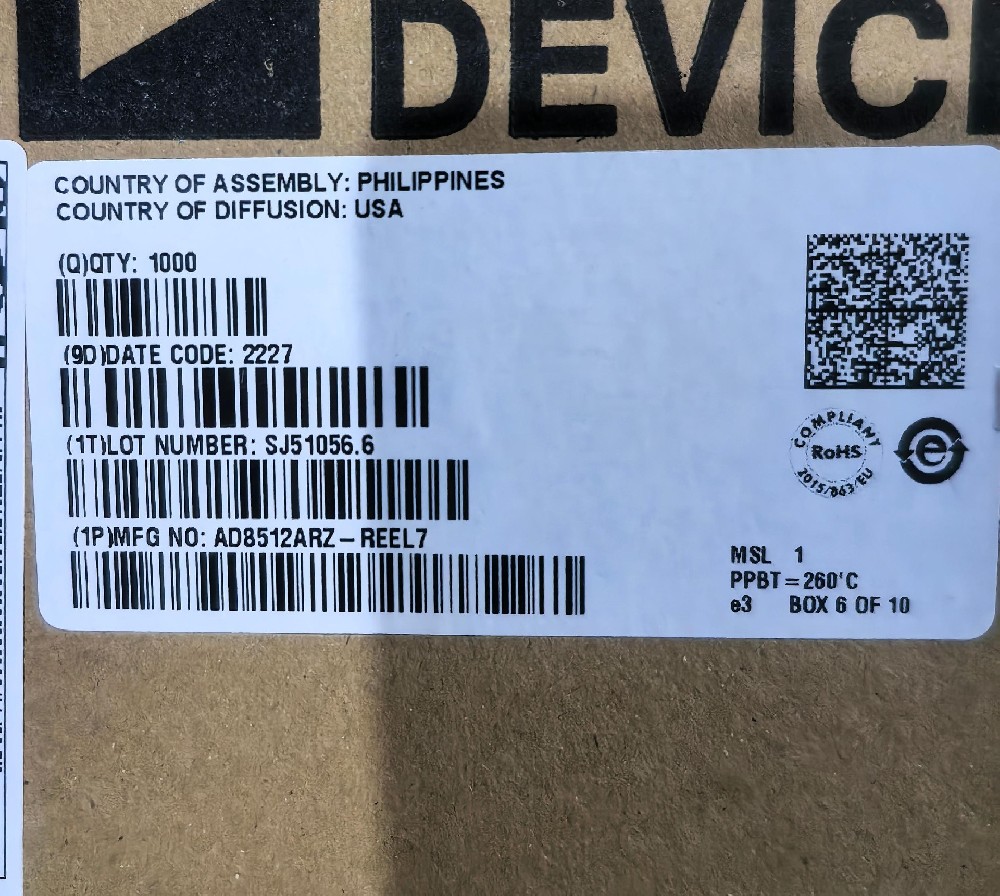 DEVIC
COUNTRY OF ASSEMBLY: PHILIPPINES
COUNTRY OF DIFFUSION: USA
(Q)QTY: 1000
(9D)DATE CODE: 2227
(1T)LOT NUMBER: SJ51056.6
(1P)MFG NO: AD8512ARZ-REEL7
COMPLIANT
RoHS
2015/863/EU
e
MSL 1
PPBT=260'C
e3 BOX 6 OF 10